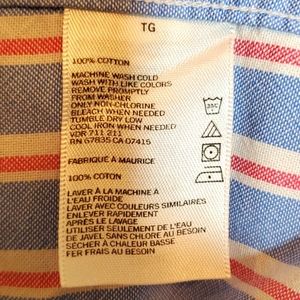 TG
100% COTTON
MACHINE WASH COLD
WASH WITH LIKE COLORS
REMOVE PROMPTLY
FROM WASHER
ONLY NON-CHLORINE
BLEACH WHEN NEEDED
TUMBLE DRY LOW
COOL IRON WHEN NEEDED
VDR 711 211
RN 57835 CA 07415
FABRIQUÉ À MAURICE
100% COTON
LAVER À LA MACHINE À
L'EAU FROIDE
LAVER AVEC COULEURS SIMILAIRES
ENLEVER RAPIDEMENT
APRÈS LE LAVAGE
UTILISER SEULEMENT DE L'EAU
DE JAVEL SANS CHLORE AU BESOIN
SÉCHER À CHALEUR BASSE
FER FRAIS AU BESOIN